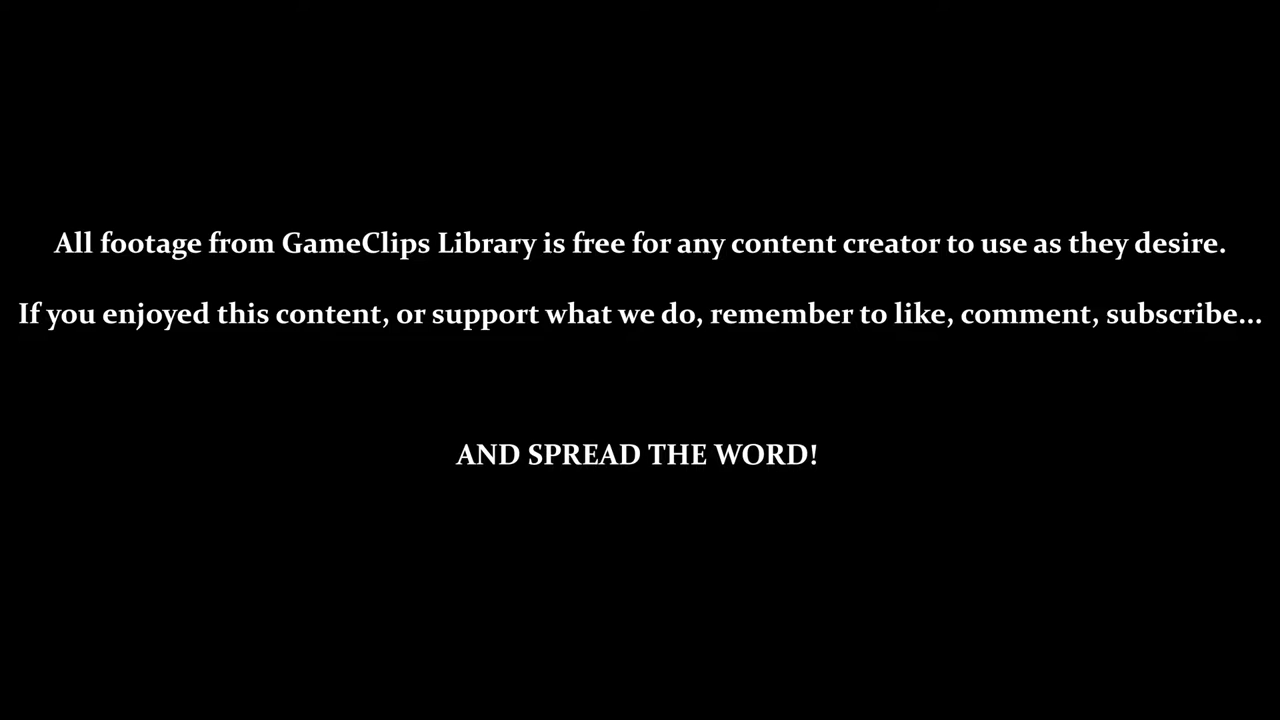 All footage from GameClips Library is free for any content creator to use as they desire.
If you enjoyed this content, or support what we do, remember to like, comment, subscribe...
AND SPREAD THE WORD!